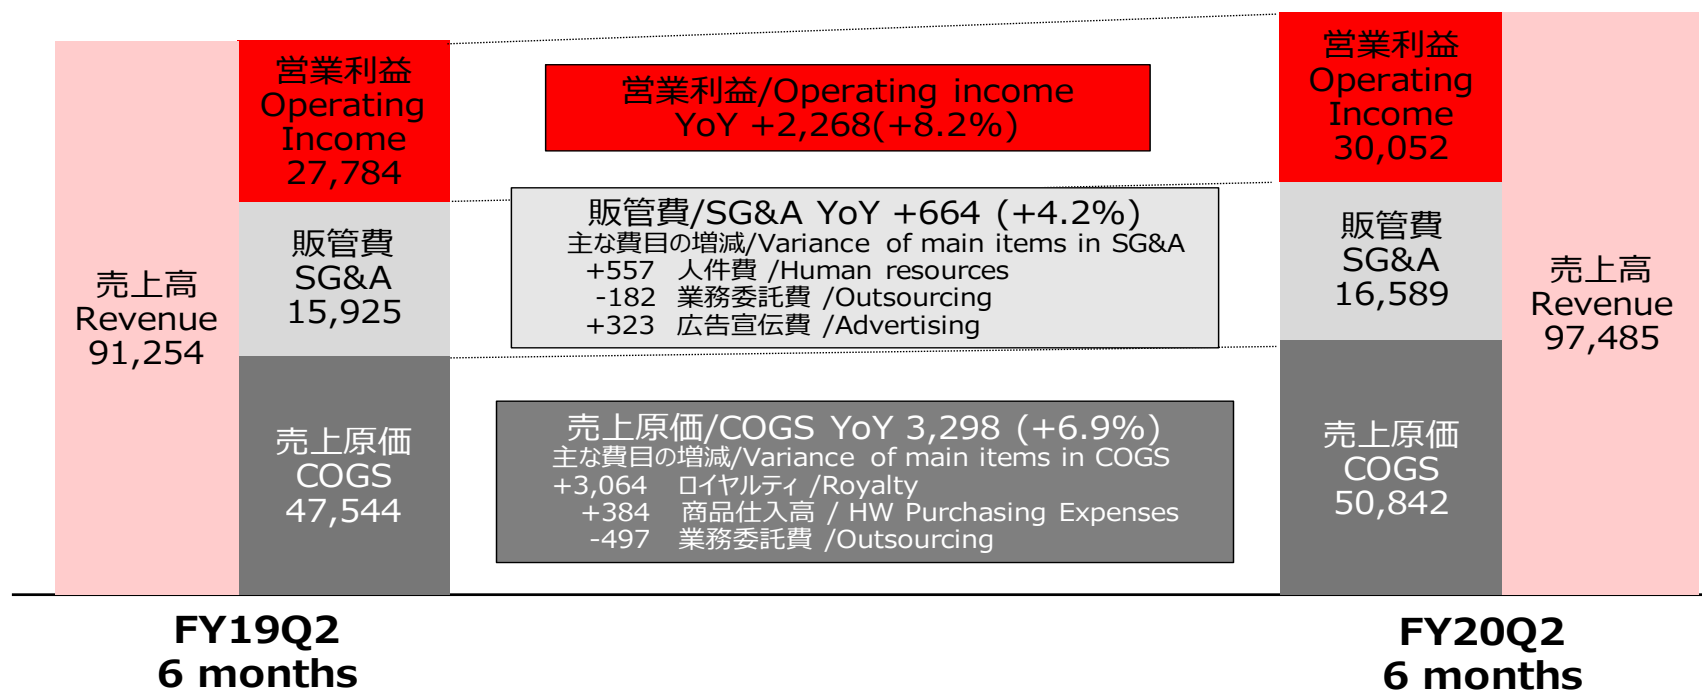 売上高
Revenue
91,254
営業利益
Operating
Income
27,784
販管費
SG&A
15,925
売上原価
COGS
47,544
営業利益/Operating income
YoY +2,268(+8.2%)
販管費/SG&A YoY +664 (+4.2%)
主な費目の増減/Variance of main items in SG&A
+557 人件費 /Human resources
-182 業務委託費 /Outsourcing
+323 広告宣伝費 /Advertising
売上原価/COGS YoY 3,298 (+6.9%)
主な費目の増減/Variance of main items in COGS
+3,064 ロイヤルティ /Royalty
+384 商品仕入高 / HW Purchasing Expenses
-497 業務委託費 /Outsourcing
営業利益
Operating
Income
30,052
販管費
SG&A
16,589
売上原価
COGS
50,842
売上高
Revenue
97,485
FY19Q2
6 months
FY20Q2
6 months